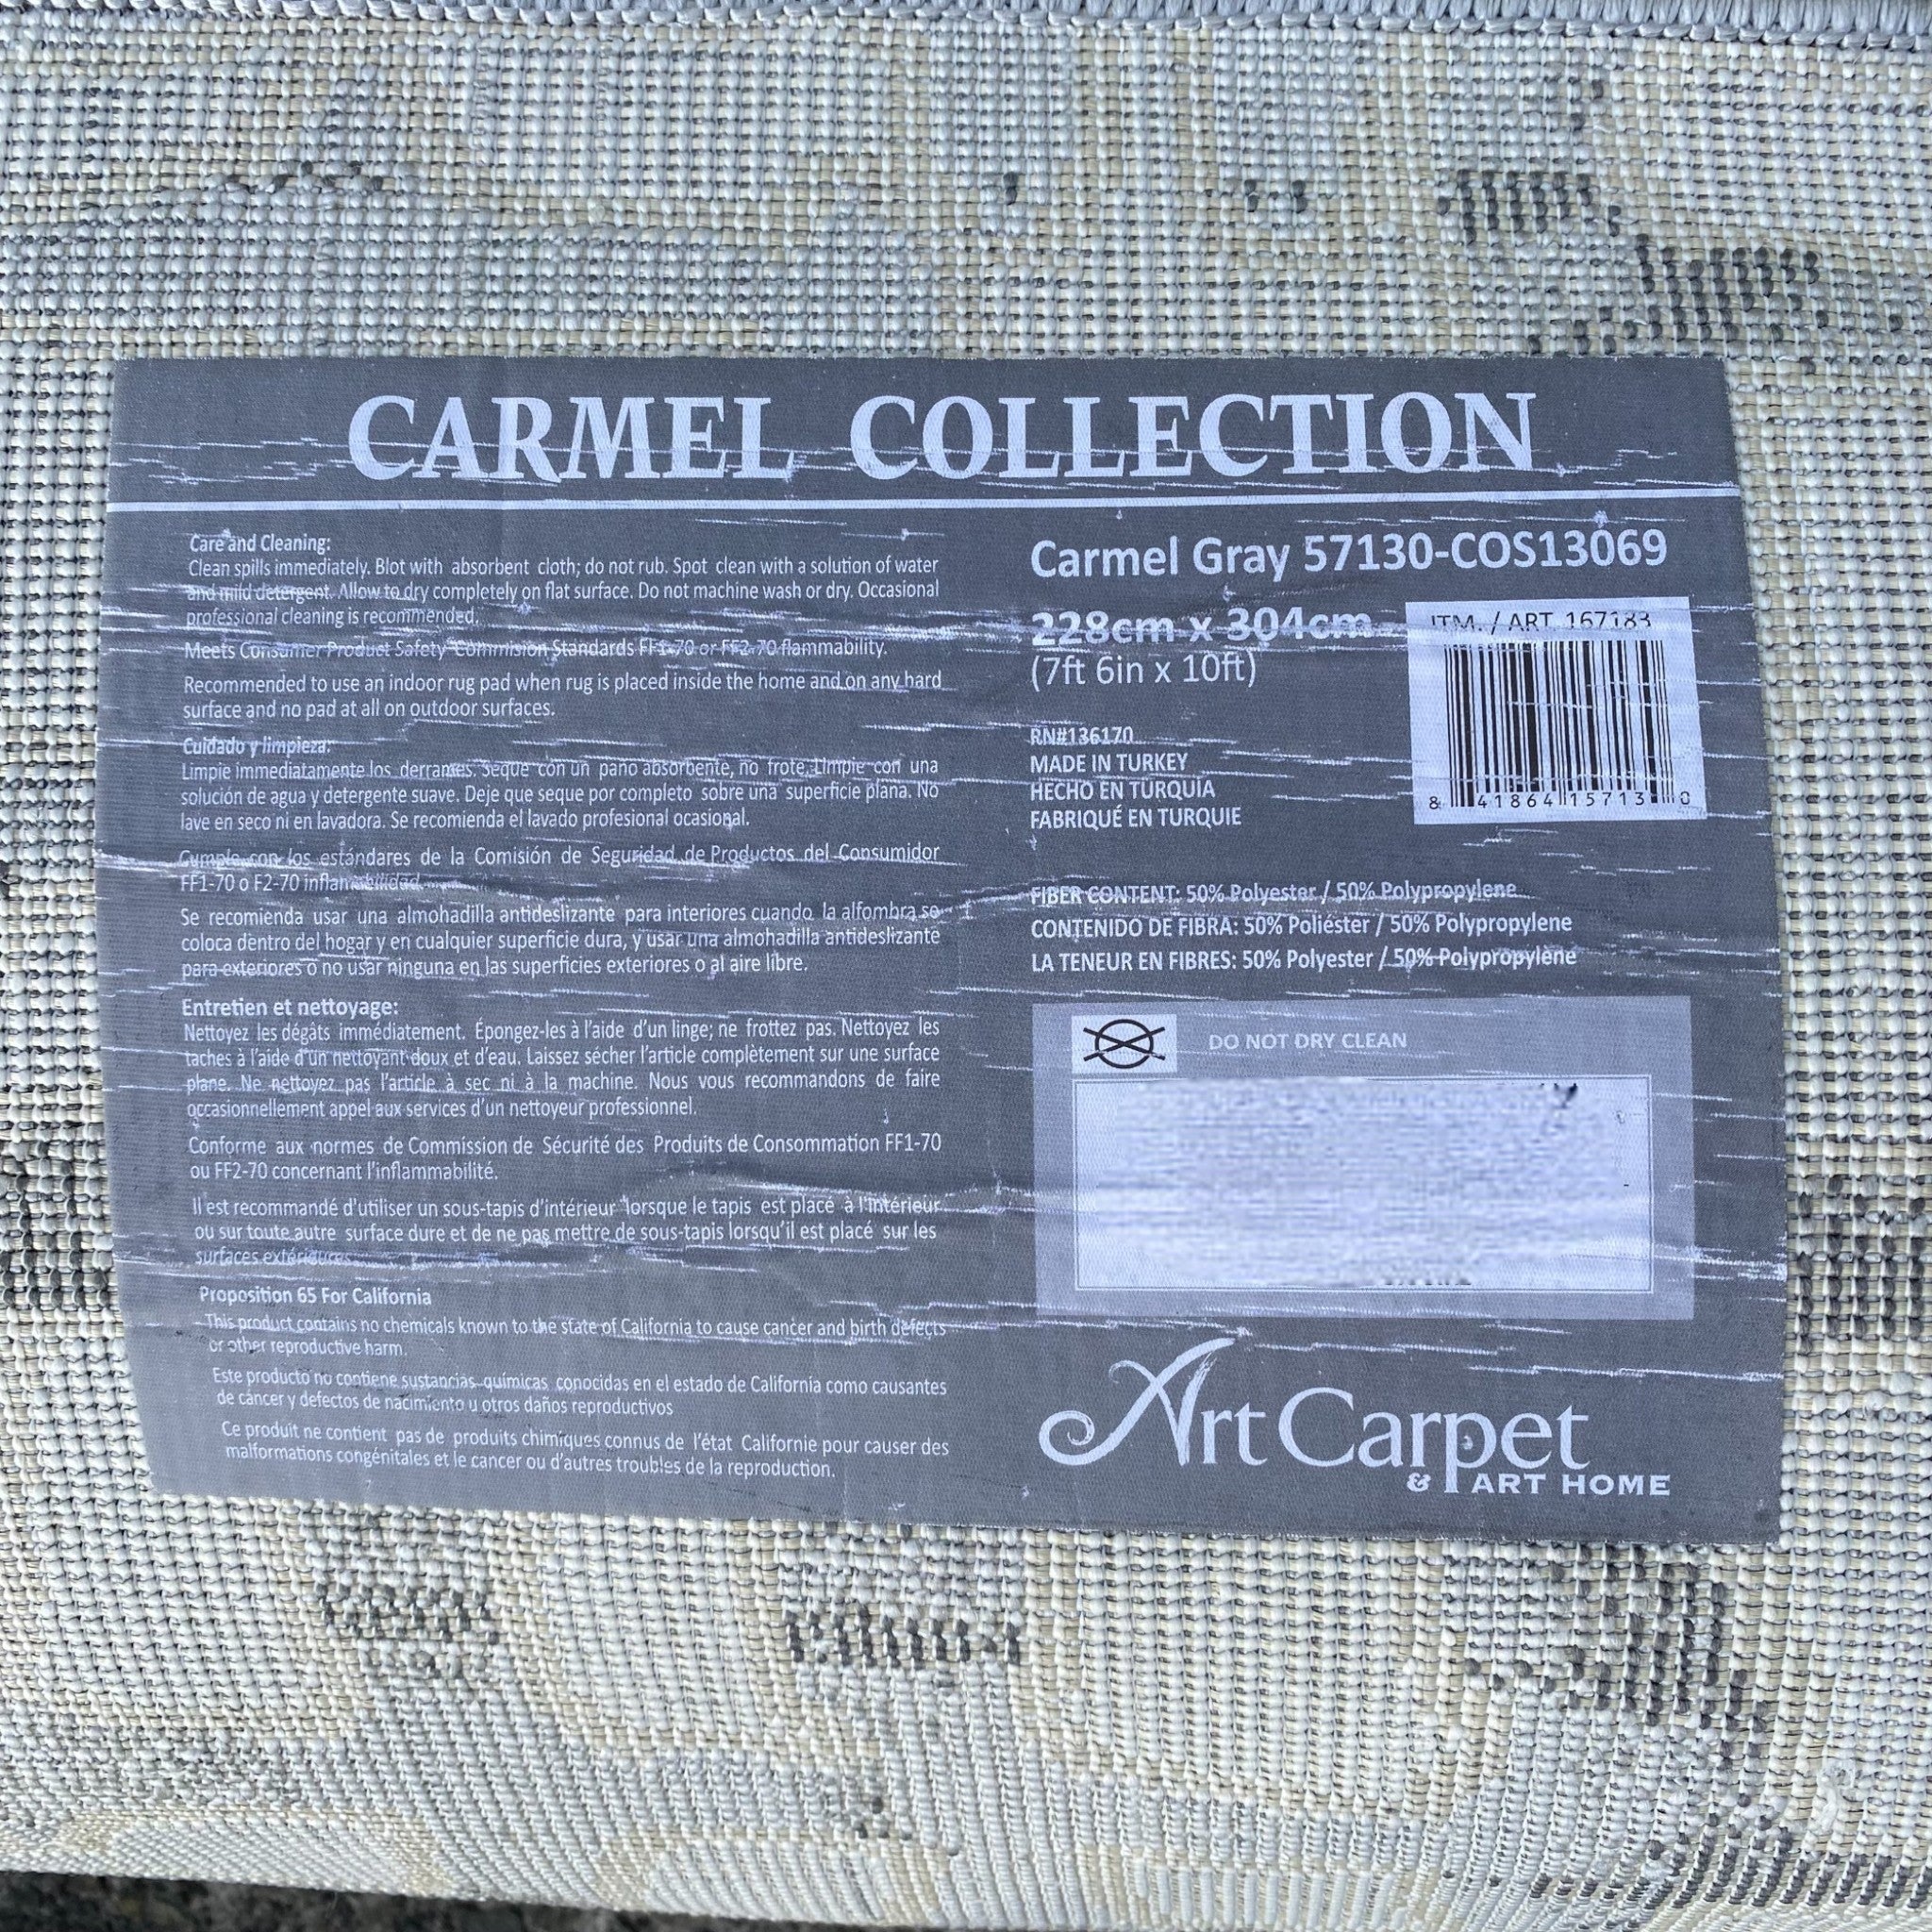 CARMEL COLLECTION
Care and Cleaning:
Clean spills immediately. Blot with absorbent cloth; do not rub. Spot clean with a solution of water
and mild detergent. Allow to dry completely on flat surface. Do not machine wash or dry. Occasional
professional cleaning is recommended.
Meets Consumer Product Safety Commision Standards FF1-70 or FF2-70 flammability.
Recommended to use an indoor rug pad when rug is placed inside the home and on any hard
surface and no pad at all on outdoor surfaces.
Cuidado y limpieza:
Limpie immediatamente los derrames. Seque con un paño absorbente, no frote. Limpie con una
solución de agua y detergente suave. Deje que seque por completo sobre una superficie plana. No
lave en seco ni en lavadora. Se recomienda el lavado profesional ocasional.
Cumple con los estándares de la Comisión de Seguridad de Productos del Consumidor
FF1-70 o F2-70 inflamabilidad.
Se recomienda usar una almohadilla antideslizante para interiores cuando la alfombra se
coloca dentro del hogar y en cualquier superficie dura, y usar una almohadilla antideslizante
para exteriores o no usar ninguna en las superficies exteriores o al aire libre.
Entretien et nettoyage:
Nettoyez les dégâts immédiatement. Épongez-les à l'aide d'un linge; ne frottez pas. Nettoyez les
taches à l'aide d'un nettoyant doux et d'eau. Laissez sécher l'article complètement sur une surface
plane. Ne nettoyez pas l'article à sec ni à la machine. Nous vous recommandons de faire
occasionnellement appel aux services d'un nettoyeur professionnel.
Conforme aux normes de Commission de Sécurité des Produits de Consommation FF1-70
ou FF2-70 concernant l'inflammabilité.
Il est recommandé d'utiliser un sous-tapis d'intérieur lorsque le tapis est placé à l'intérieur
ou sur toute autre surface dure et de ne pas mettre de sous-tapis lorsqu'il est placé sur les
surfaces extérieures.
Proposition 65 For California
This product contains no chemicals known to the state of California to cause cancer and birth defects
or other reproductive harm.
Este producto no contiene sustancias químicas conocidas en el estado de California como causantes
de cáncer y defectos de nacimiento u otros daños reproductivos
Ce produit ne contient pas de produits chimiques connus de l'état Californie pour causer des
malformations congénitales et le cancer ou d'autres troubles de la reproduction.
Carmel Gray 57130-COS13069
228cm x 304cm
(7ft 6in x 10ft)
ITM. / ART. 167183
8 41864 15713 0
RN#136170
MADE IN TURKEY
HECHO EN TURQUIA
FABRIQUÉ EN TURQUIE
FIBER CONTENT: 50% Polyester / 50% Polypropylene
CONTENIDO DE FIBRA: 50% Poliéster / 50% Polypropylene
LA TENEUR EN FIBRES: 50% Polyester / 50% Polypropylène
DO NOT DRY CLEAN
Art Carpet
& ART HOME